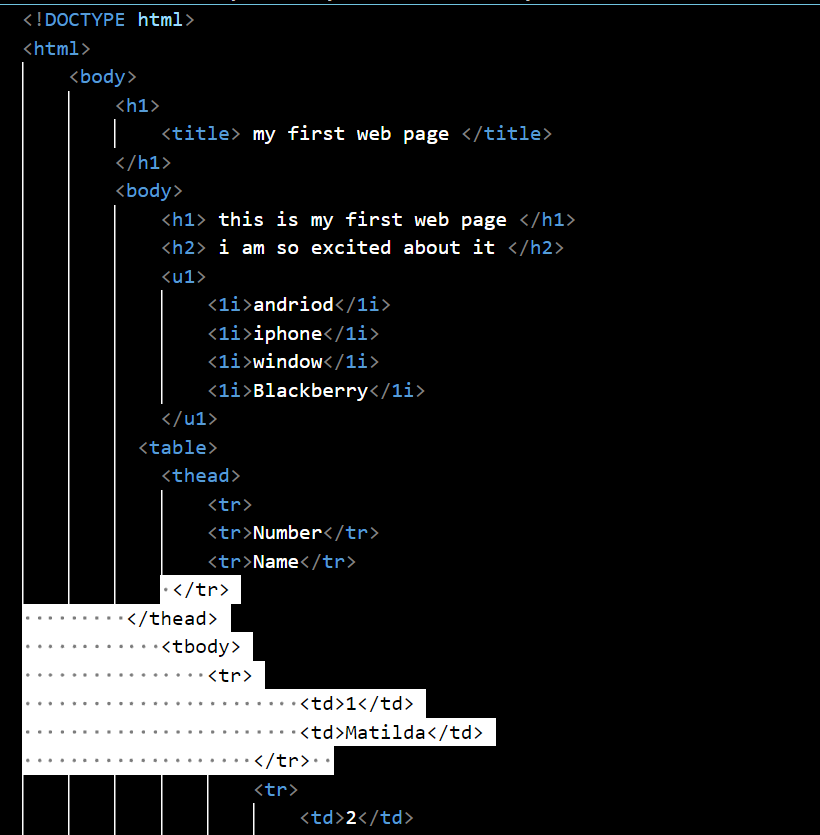 <!DOCTYPE html>
<html>
<body>
<h1>
<title> my first web page </title>
</h1>
<body>
<h1> this is my first web page </h1>
<h2> i am so excited about it </h2>
<u1>
<1i>andriod</1i>
<1i>iphone</1i>
<1i>window</1i>
<1i>Blackberry</1i>
</u1>
<table>
<thead>
<tr>
<tr>Number</tr>
<tr>Name</tr>
</tr>
</thead>
<tbody>
<tr>
<td>1</td>
<td>Matilda</td>
</tr>
<tr>
<td>2</td>